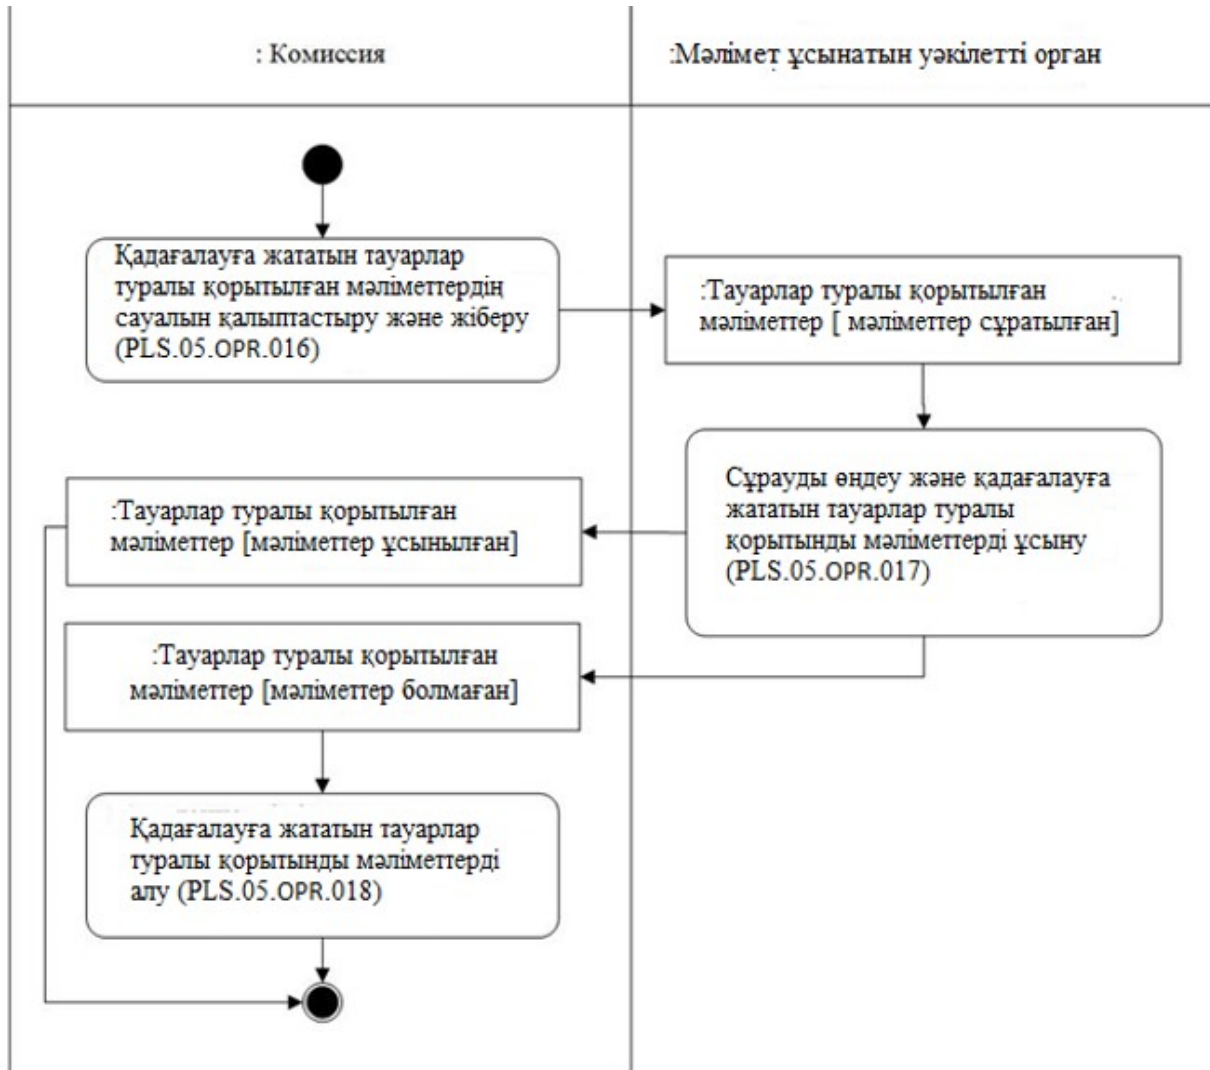 : Комиссия
:Мәлімет ұсынатын уәкілетті орган
Қадағалауға жататын тауарлар
туралы қорытылған мәліметтердің
сауалын қалыптастыру және жіберу
(PLS.05.OPR.016)
:Тауарлар туралы қорытылған
мәліметтер [ мәліметтер сұратылған]
Сұрауды өңдеу және қадағалауға
жататын тауарлар туралы
қорытынды мәліметтерді ұсыну
(PLS.05.OPR.017)
:Тауарлар туралы қорытылған
мәліметтер [мәліметтер ұсынылған]
:Тауарлар туралы қорытылған
мәліметтер [мәліметтер болмаған]
Қадағалауға жататын тауарлар
туралы қорытынды мәліметтерді
алу (PLS.05.OPR.018)